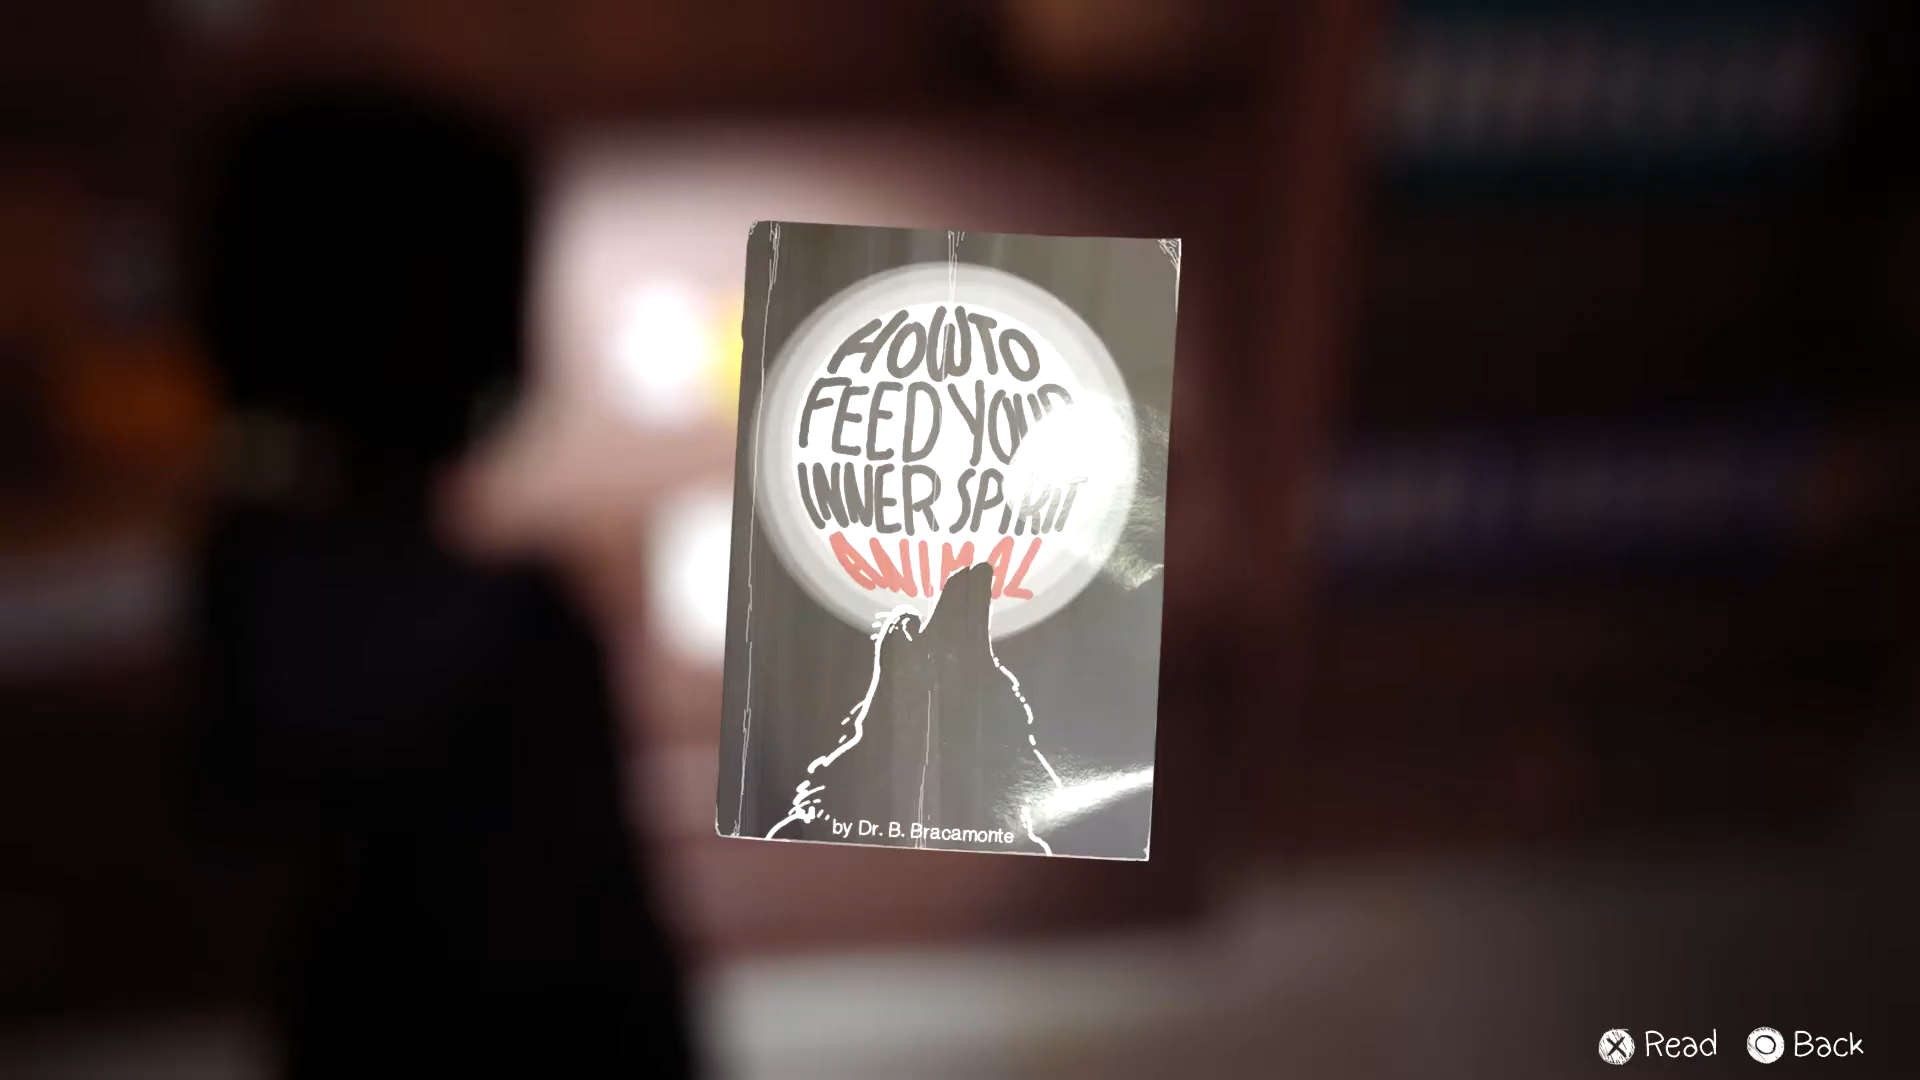 HOW TO
FEED YOUR
INNER SPIRIT
ANIMAL
by Dr. B. Bracamonte
Read
Back